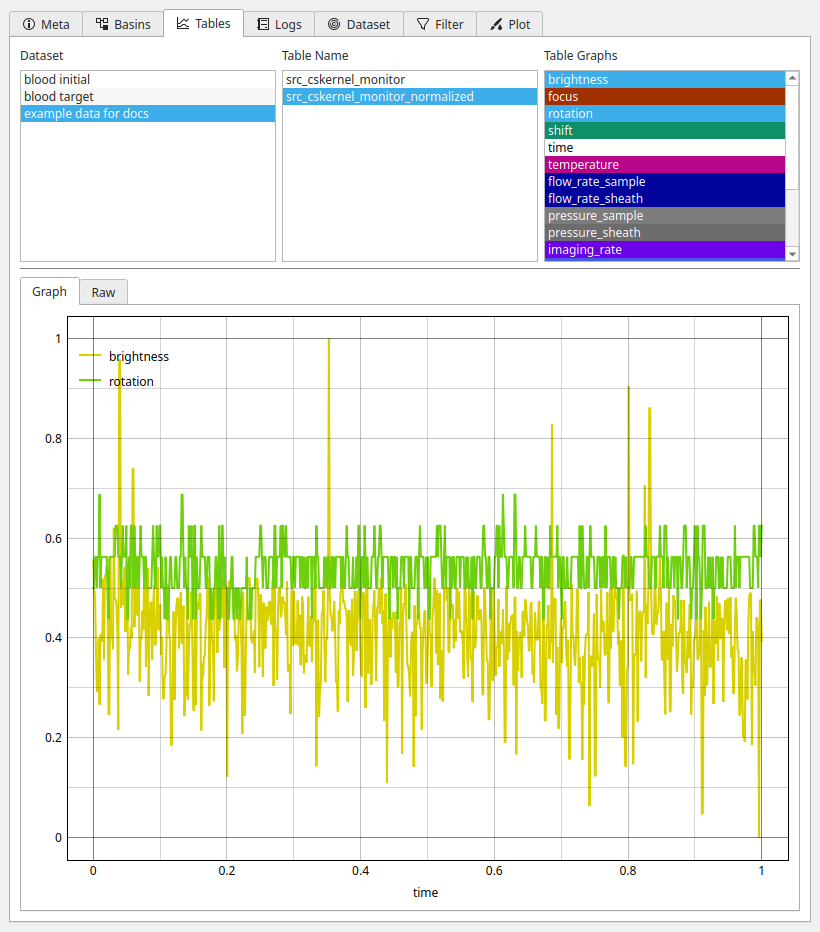 Meta Basins Tables Logs Dataset Filter Plot
Dataset Table Name Table Graphs
blood initial
blood target
example data for docs
src_cskernel_monitor
src_cskernel_monitor_normalized
brightness
focus
rotation
shift
time
temperature
flow_rate_sample
flow_rate_sheath
pressure_sample
pressure_sheath
imaging_rate
Graph Raw
1
brightness
rotation
0.8
0.6
0.4
0.2
0
0 0.2 0.4 0.6 0.8 1
time